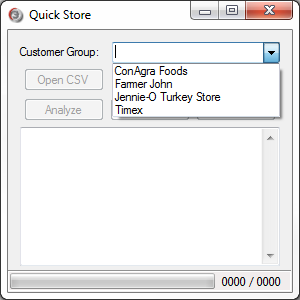 Quick Store
Customer Group:
ConAgra Foods
Farmer John
Jennie-O Turkey Store
Timex
Open CSV
Analyze
0000 / 0000